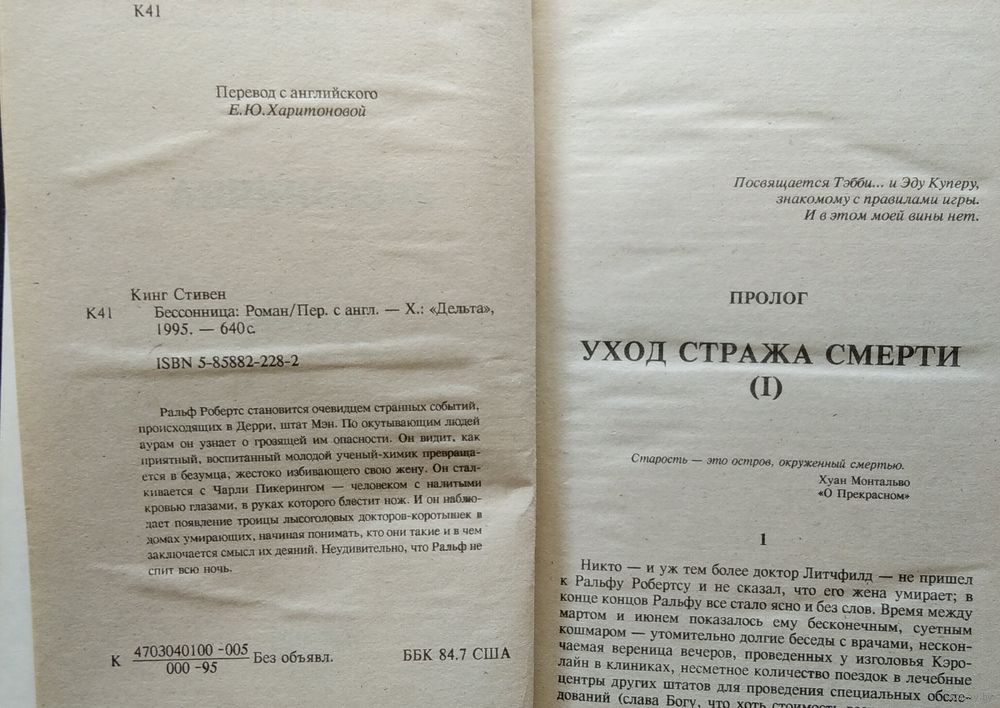 К41
Перевод с английского
Е.Ю.Харитоновой
Кинг Стивен
К41 Бессонница: Роман/Пер. с англ. — Х.: «Дельта»,
1995. — 640 с.
ISBN 5-85882-228-2
Ральф Робертс становится очевидцем странных событий,
происходящих в Дерри, штат Мэн. По окутывающим людей
аурам он узнает о грозящей им опасности. Он видит, как
приятный, воспитанный молодой ученый-химик превраща-
ется в безумца, жестоко избивающего свою жену. Он стал-
кивается с Чарли Пикерингом — человеком с налитыми
кровью глазами, в руках которого блестит нож. И он наблю-
дает появление троицы лысоголовых докторов-коротышек в
домах умирающих, начиная понимать, кто они такие и в чем
заключается смысл их деяний. Неудивительно, что Ральф не
спит всю ночь.
К 4703040100 -005
000 -95
Без объявл.
ББК 84.7 США
Посвящается Тэбби... и Эду Куперу,
знакомому с правилами игры.
И в этом моей вины нет.
ПРОЛОГ
УХОД СТРАЖА СМЕРТИ
(I)
Старость — это остров, окруженный смертью.
Хуан Монтальво
«О Прекрасном»
1
Никто — и уж тем более доктор Литчфилд — не пришел
к Ральфу Робертсу и не сказал, что его жена умирает; в
конце концов Ральфу все стало ясно и без слов. Время между
мартом и июнем показалось ему бесконечным, суетным
кошмаром — утомительно долгие беседы с врачами, нескон-
чаемая вереница вечеров, проведенных у изголовья Кэро-
лайн в клиниках, несметное количество поездок в лечебные
центры других штатов для проведения специальных обсле-
дований (слава Богу, что хоть стоимость